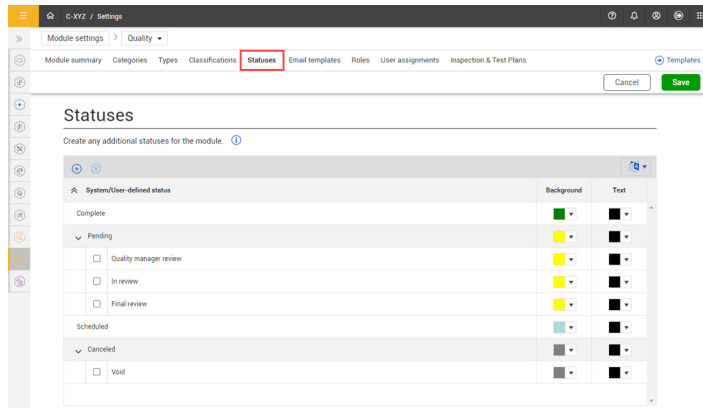 C-XYZ / Settings
Module settings > Quality
Module summary Categories Types Classifications Statuses Email templates Roles User assignments Inspection & Test Plans Templates
Cancel Save
Statuses
Create any additional statuses for the module.
System/User-defined status Background Text
Complete
Pending
Quality manager review
In review
Final review
Scheduled
Canceled
Void